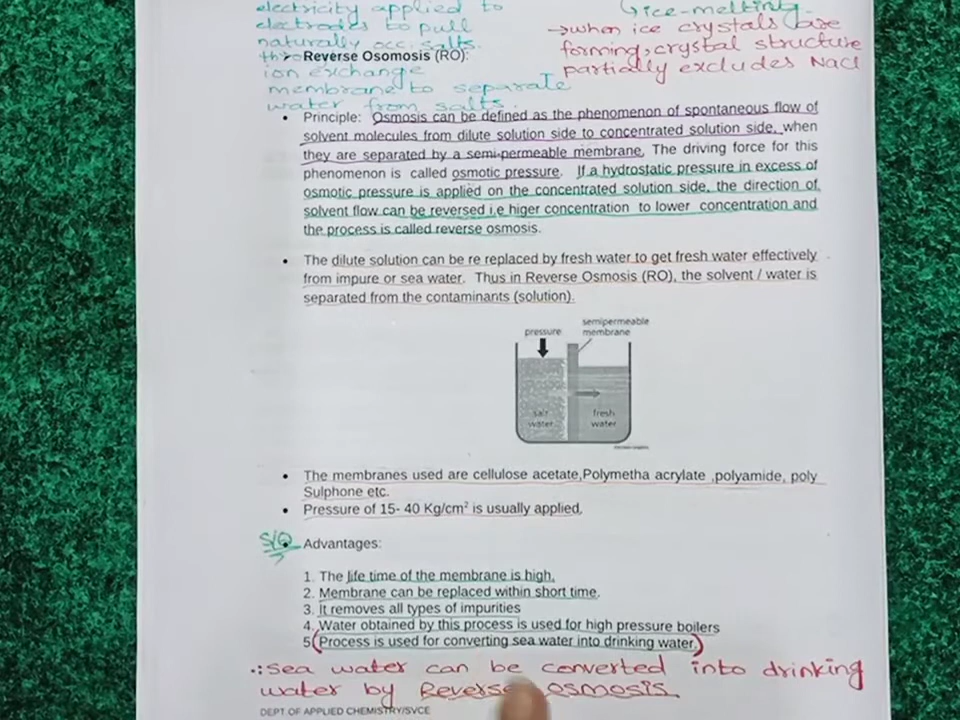 electricity applied to
electrodes to pull
naturally occ. salts.
ion exchange
membrane to separate
water from salts.
ice-melting.
→when ice crystals are
forming, crystal structure
partially excludes NaCl
➤ Reverse Osomosis (RO):
• Principle: Osmosis can be defined as the phenomenon of spontaneous flow of
solvent molecules from dilute solution side to concentrated solution side, when
they are separated by a semi-permeable membrane. The driving force for this
phenomenon is called osmotic pressure. If a hydrostatic pressure in excess of
osmotic pressure is applied on the concentrated solution side, the direction of
solvent flow can be reversed i.e higer concentration to lower concentration and
the process is called reverse osmosis.
• The dilute solution can be re replaced by fresh water to get fresh water effectively
from impure or sea water. Thus in Reverse Osmosis (RO), the solvent / water is
separated from the contaminants (solution).
pressure
semipermeable
membrane
salt
water
fresh
water
• The membranes used are cellulose acetate,Polymetha acrylate ,polyamide, poly
Sulphone etc.
• Pressure of 15- 40 Kg/cm² is usually applied.
S/Q
• Advantages:
1. The life time of the membrane is high.
2. Membrane can be replaced within short time.
3. It removes all types of impurities
4. Water obtained by this process is used for high pressure boilers
5(Process is used for converting sea water into drinking water.)
∴ sea water can be converted into drinking
water by Reverse osmosis.
DEPT OF APPLIED CHEMISTRY/SVCE